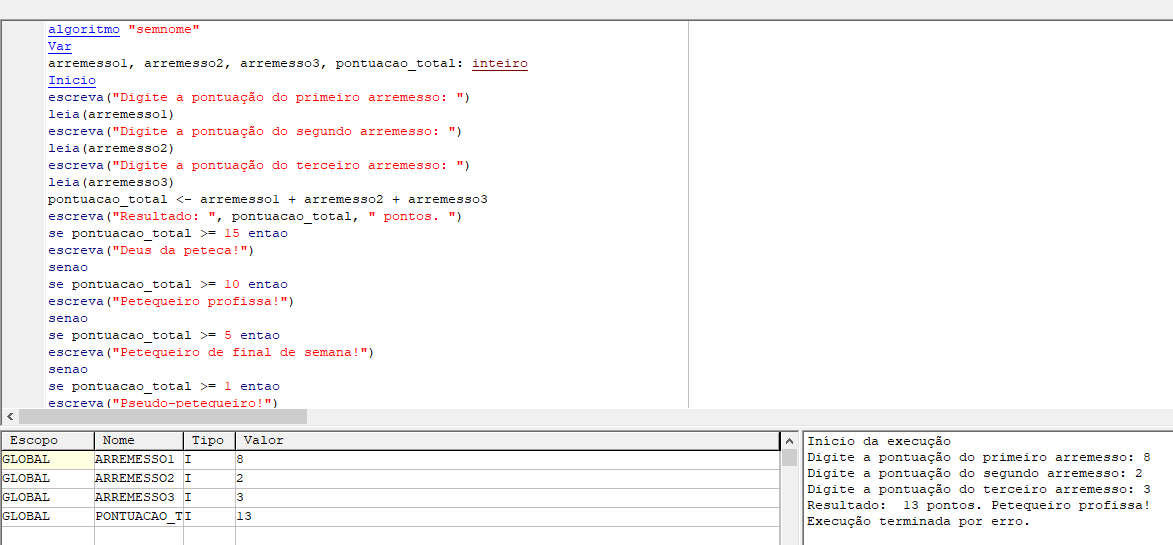 algoritmo "semnome"
Var
arremesso1, arremesso2, arremesso3, pontuacao_total: inteiro
Inicio
escreva("Digite a pontuação do primeiro arremesso: ")
leia(arremesso1)
escreva("Digite a pontuação do segundo arremesso: ")
leia(arremesso2)
escreva("Digite a pontuação do terceiro arremesso: ")
leia(arremesso3)
pontuacao_total <- arremesso1 + arremesso2 + arremesso3
escreva("Resultado: ", pontuacao_total, " pontos. ")
se pontuacao_total >= 15 entao
escreva("Deus da peteca!")
senao
se pontuacao_total >= 10 entao
escreva("Petequeiro profissa!")
senao
se pontuacao_total >= 5 entao
escreva("Petequeiro de final de semana!")
senao
se pontuacao_total >= 1 entao
escreva("Pseudo-petequeiro!")
Escopo Nome Tipo Valor
GLOBAL ARREMESSO1 I 8
GLOBAL ARREMESSO2 I 2
GLOBAL ARREMESSO3 I 3
GLOBAL PONTUACAO_T I 13
Início da execução
Digite a pontuação do primeiro arremesso: 8
Digite a pontuação do segundo arremesso: 2
Digite a pontuação do terceiro arremesso: 3
Resultado:  13 pontos. Petequeiro profissa!
Execução terminada por erro.